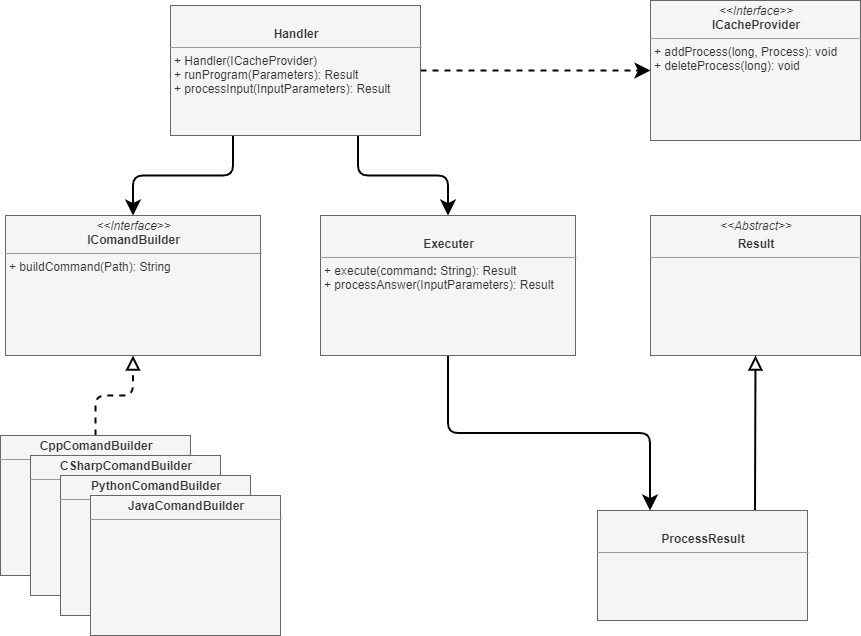 Handler
+ Handler(ICacheProvider)
+ runProgram(Parameters): Result
+ processInput(InputParameters): Result
<<Interface>>
ICacheProvider
+ addProcess(long, Process): void
+ deleteProcess(long): void
<<Interface>>
IComandBuilder
+ buildCommand(Path): String
Executer
+ execute(command: String): Result
+ processAnswer(InputParameters): Result
<<Abstract>>
Result
CppComandBuilder
CSharpComandBuilder
PythonComandBuilder
JavaComandBuilder
ProcessResult